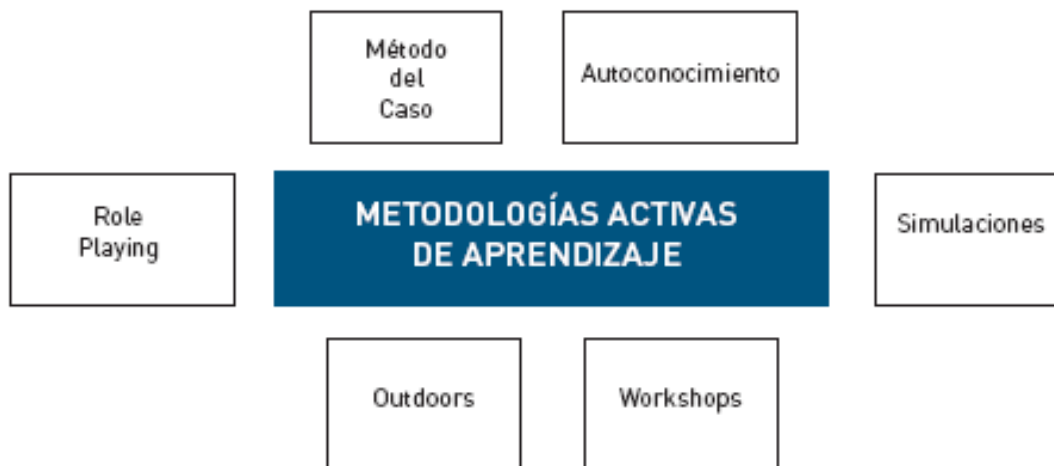 Método
del
Caso
Autoconocimiento
Role
Playing
METODOLOGÍAS ACTIVAS
DE APRENDIZAJE
Simulaciones
Outdoors
Workshops